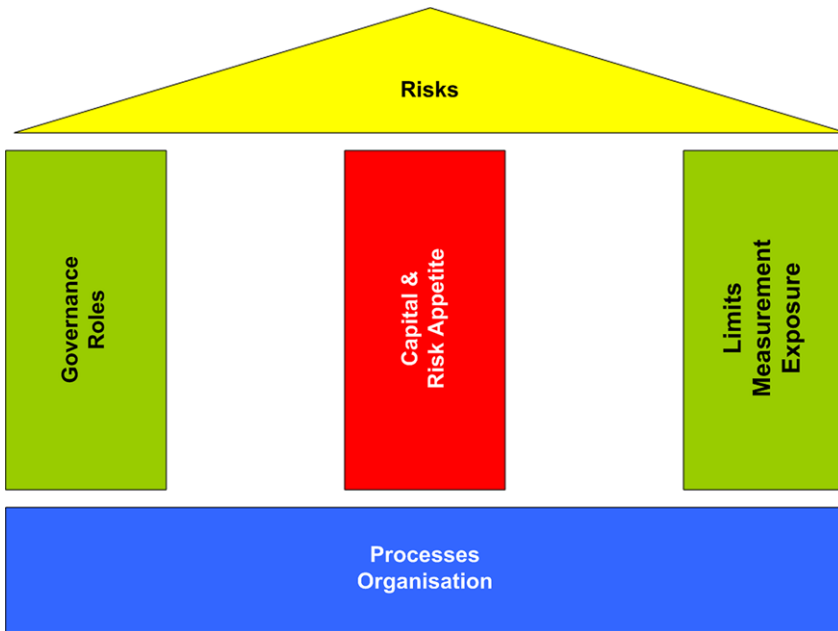 Risks
Governance
Roles
Capital &
Risk Appetite
Limits
Measurement
Exposure
Processes
Organisation